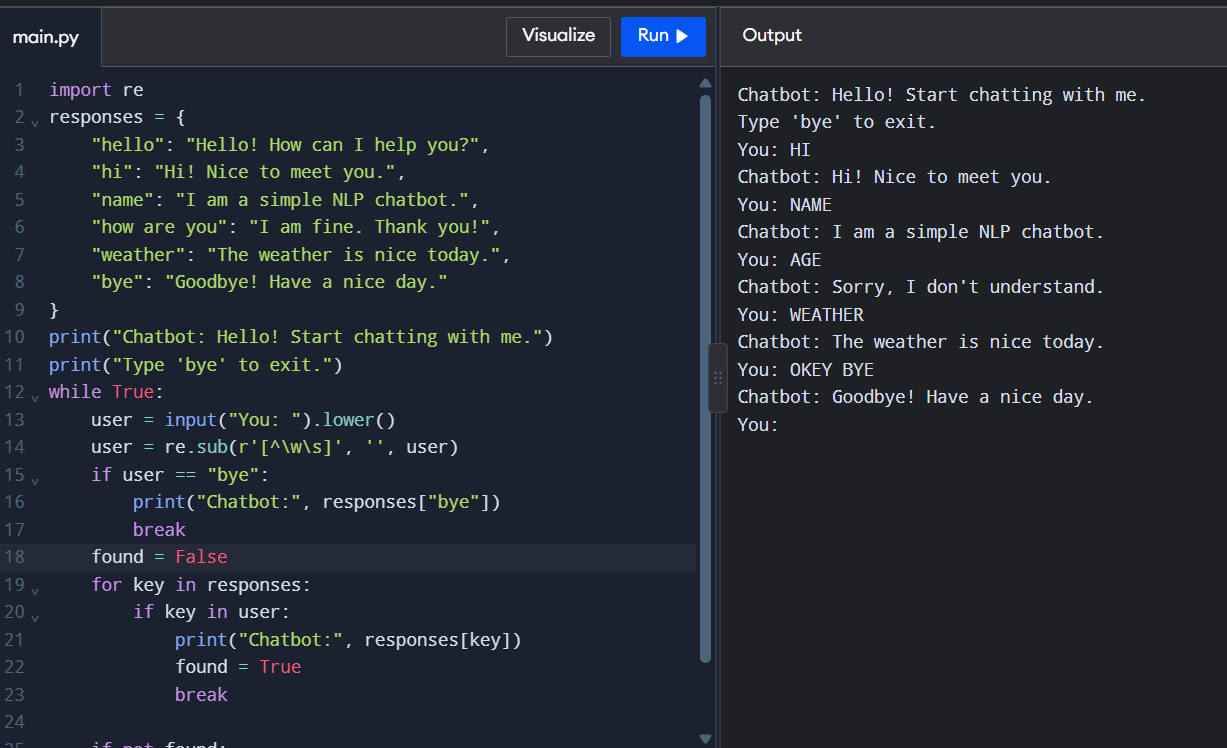 main.py
Visualize
Run
Output
1 import re
2 responses = {
3     "hello": "Hello! How can I help you?",
4     "hi": "Hi! Nice to meet you.",
5     "name": "I am a simple NLP chatbot.",
6     "how are you": "I am fine. Thank you!",
7     "weather": "The weather is nice today.",
8     "bye": "Goodbye! Have a nice day."
9 }
10 print("Chatbot: Hello! Start chatting with me.")
11 print("Type 'bye' to exit.")
12 while True:
13     user = input("You: ").lower()
14     user = re.sub(r'[^\w\s]', '', user)
15     if user == "bye":
16         print("Chatbot:", responses["bye"])
17         break
18     found = False
19     for key in responses:
20         if key in user:
21             print("Chatbot:", responses[key])
22             found = True
23             break
24
25     if not found:
Chatbot: Hello! Start chatting with me.
Type 'bye' to exit.
You: HI
Chatbot: Hi! Nice to meet you.
You: NAME
Chatbot: I am a simple NLP chatbot.
You: AGE
Chatbot: Sorry, I don't understand.
You: WEATHER
Chatbot: The weather is nice today.
You: OKEY BYE
Chatbot: Goodbye! Have a nice day.
You: